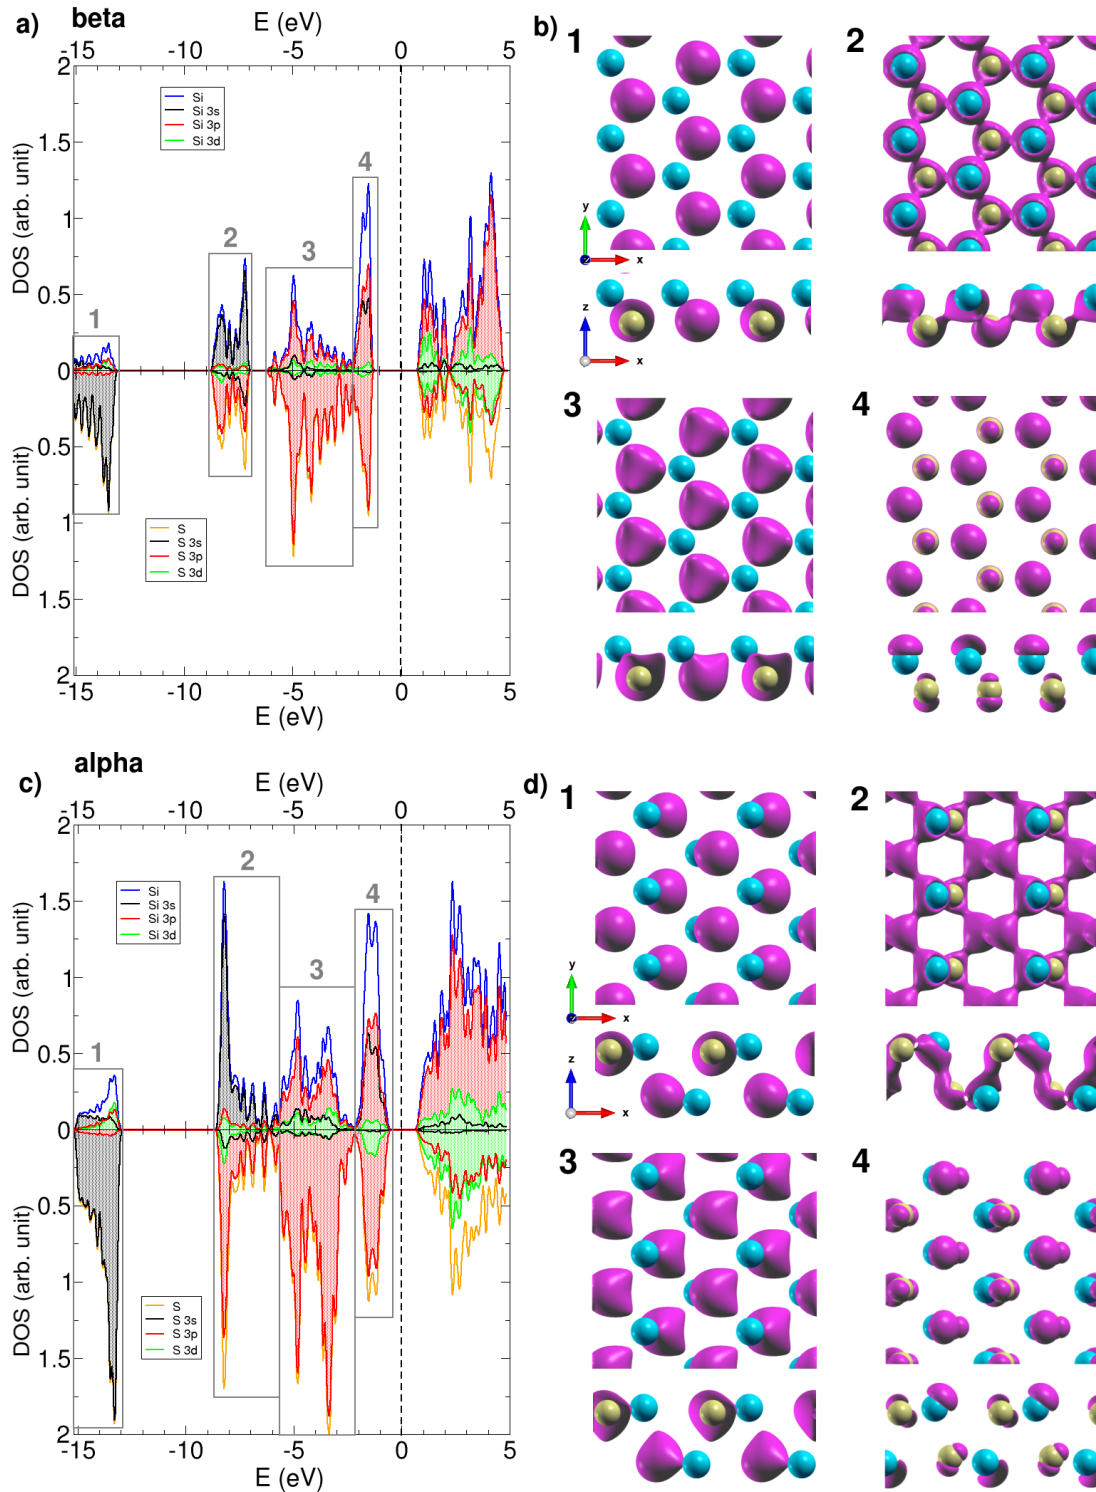 a) beta
E (eV)
-15 -10 -5 0 5
2
1.5
1
0.5
0
0.5
1
1.5
2
DOS (arb. unit)
DOS (arb. unit)
Si
Si 3s
Si 3p
Si 3d
1
2
3
4
S
S 3s
S 3p
S 3d
-15 -10 -5 0 5
E (eV)
b)
1
2
y
z x
z
x
3
4
c) alpha
E (eV)
-15 -10 -5 0 5
2
1.5
1
0.5
0
0.5
1
1.5
2
DOS (arb. unit)
DOS (arb. unit)
Si
Si 3s
Si 3p
Si 3d
1
2
3
4
S
S 3s
S 3p
S 3d
-15 -10 -5 0 5
E (eV)
d)
1
2
y
z x
z
x
3
4